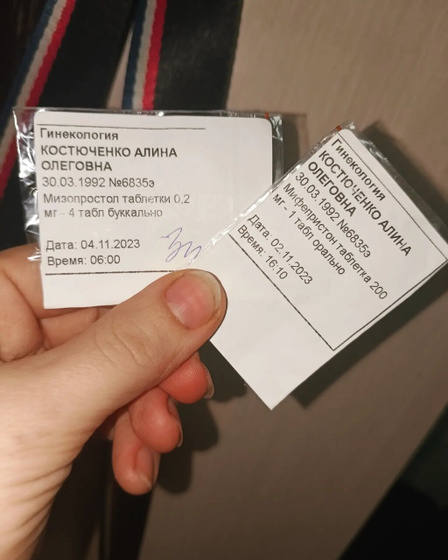 Гинекология
КОСТЮЧЕНКО АЛИНА
ОЛЕГОВНА
30.03.1992 №6835э
Мизопростол таблетки 0,2
мг - 4 табл буккально
Дата: 04.11.2023
Время: 06:00
Гинекология
КОСТЮЧЕНКО АЛИНА
ОЛЕГОВНА
30.03.1992 №6835э
Мифепристон таблетка 200
мг - 1 табл орально
Дата: 02.11.2023
Время: 16:10